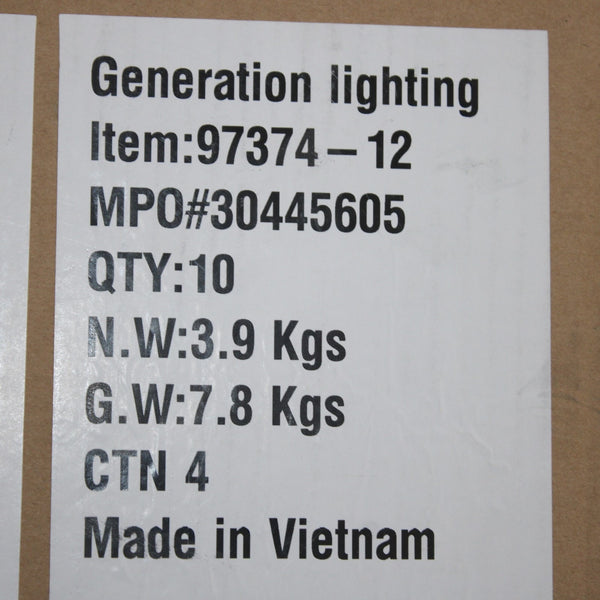 Generation lighting
Item:97374-12
MPO#30445605
QTY:10
N.W:3.9 Kgs
G.W:7.8 Kgs
CTN 4
Made in Vietnam